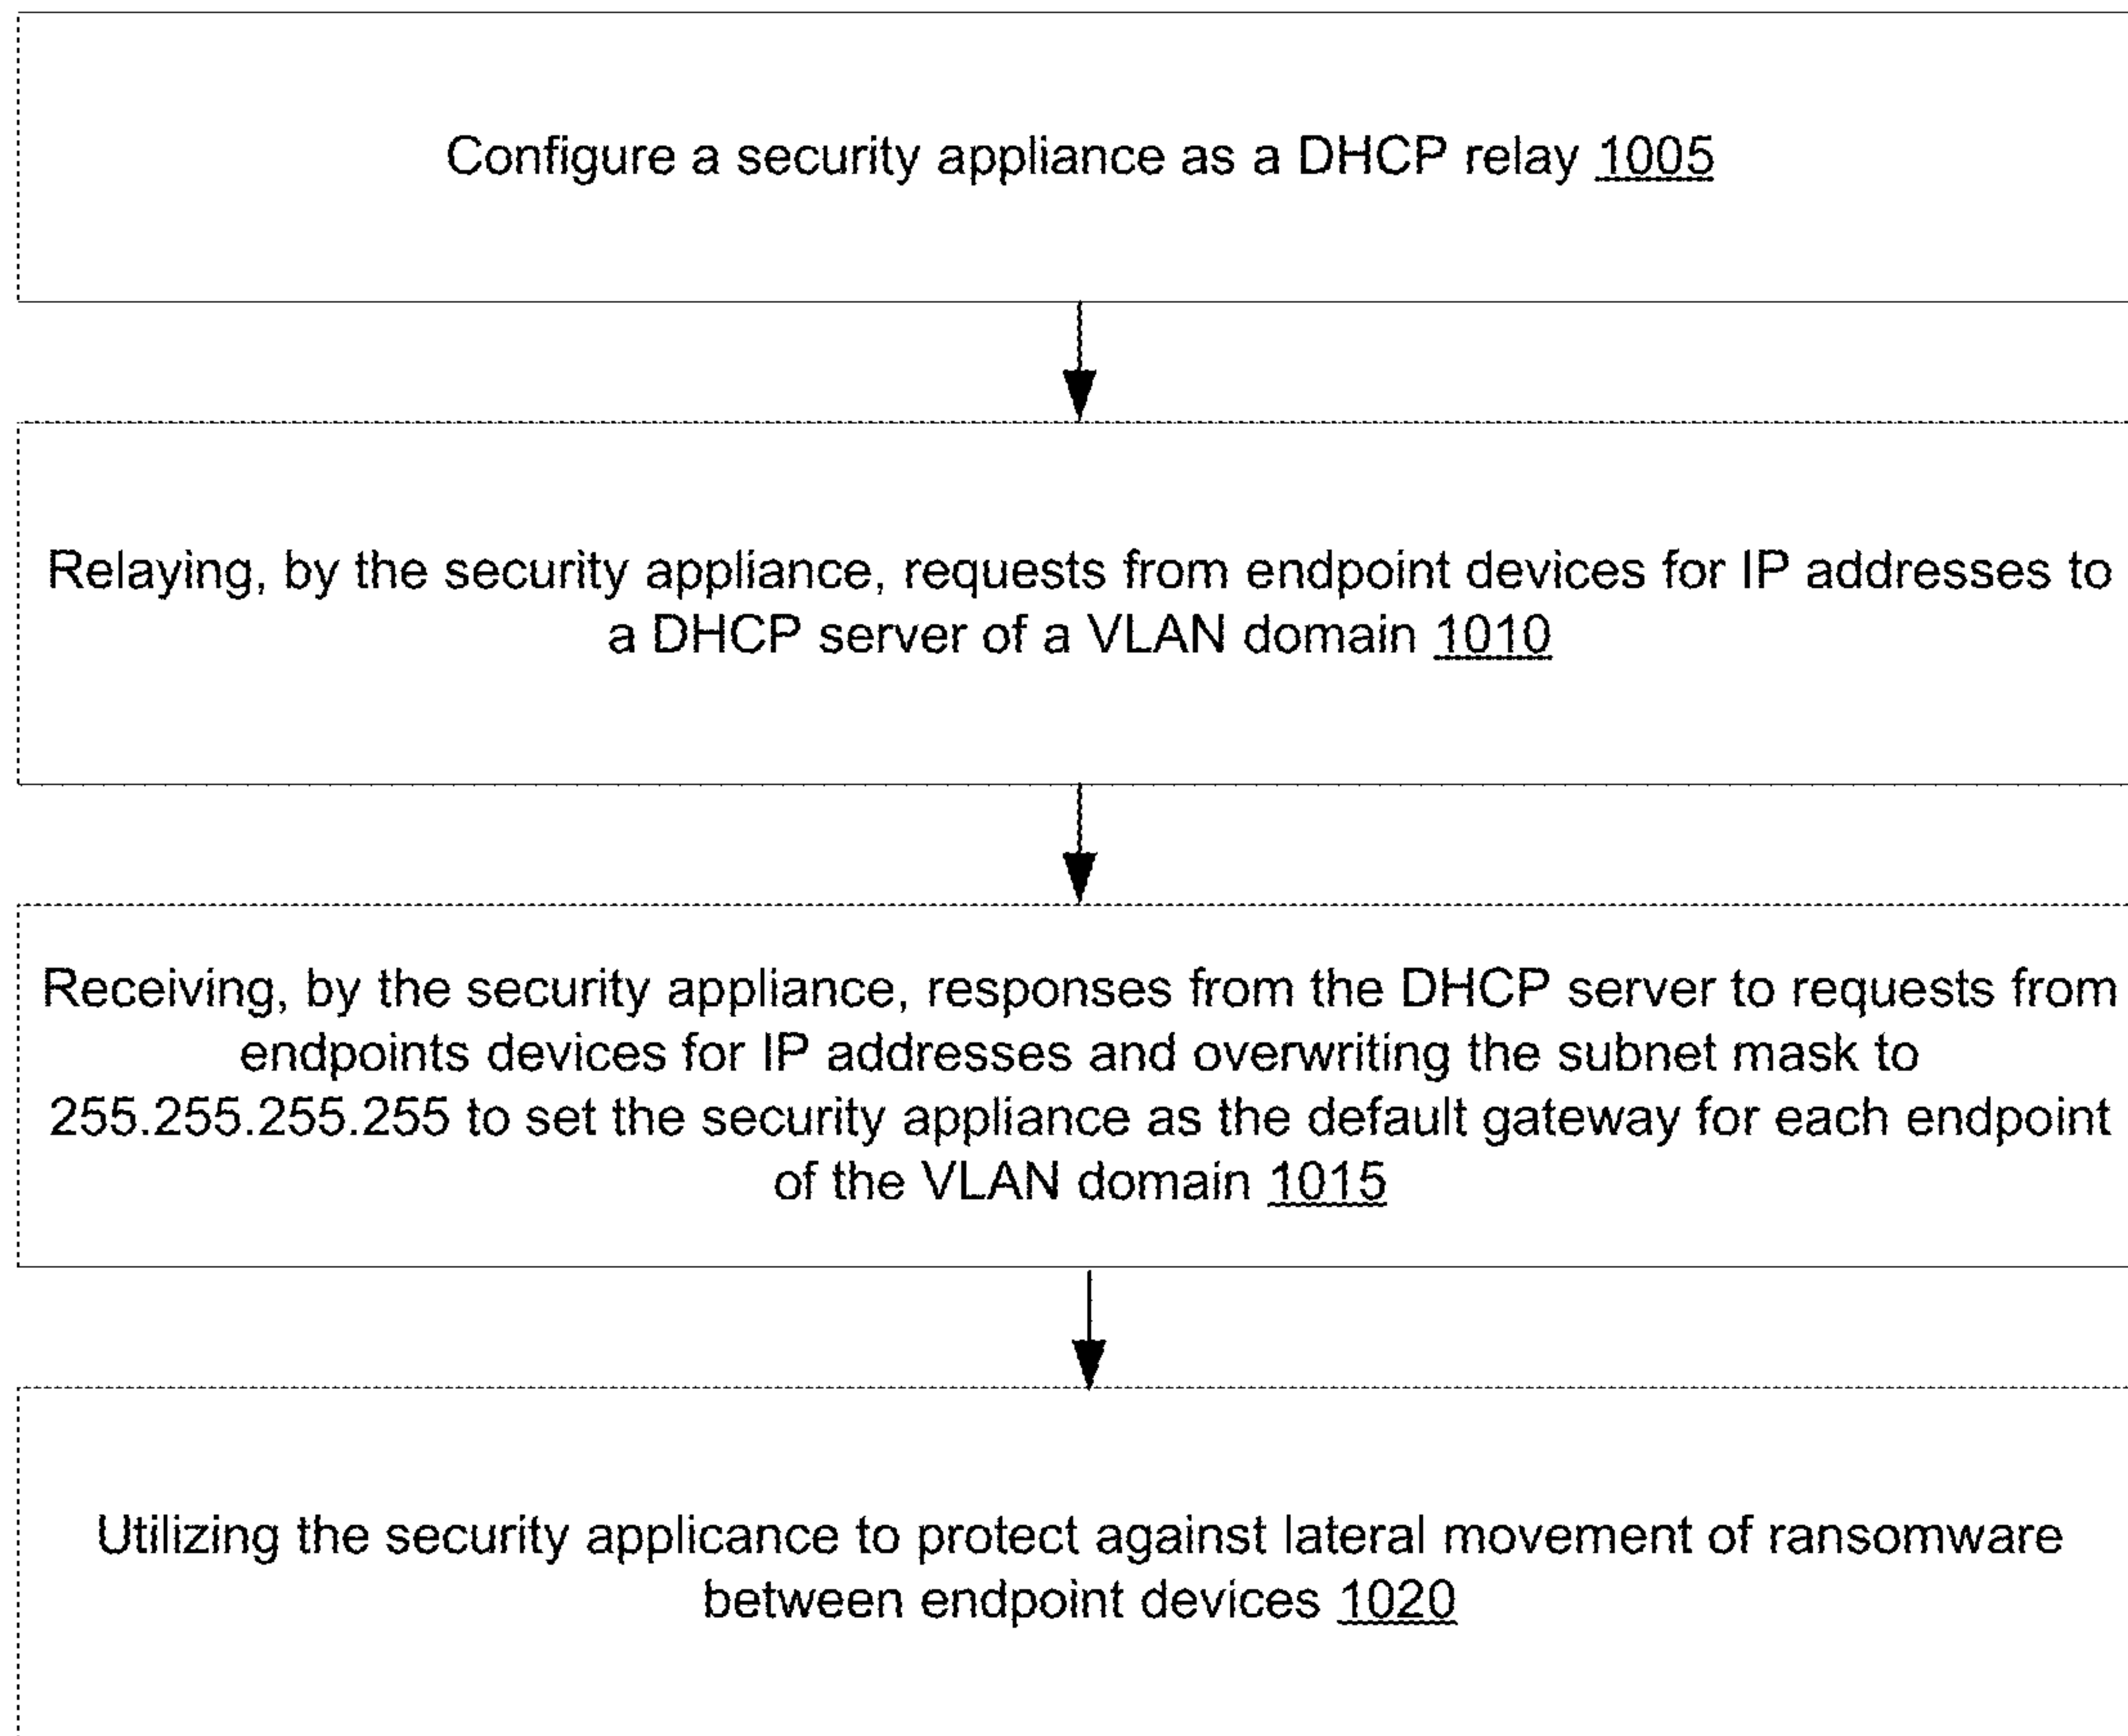 Configure a security appliance as a DHCP relay 1005
Relaying, by the security appliance, requests from endpoint devices for IP addresses to
a DHCP server of a VLAN domain 1010
Receiving, by the security appliance, responses from the DHCP server to requests from
endpoints devices for IP addresses and overwriting the subnet mask to
255.255.255.255 to set the security appliance as the default gateway for each endpoint
of the VLAN domain 1015
Utilizing the security applicance to protect against lateral movement of ransomware
between endpoint devices 1020